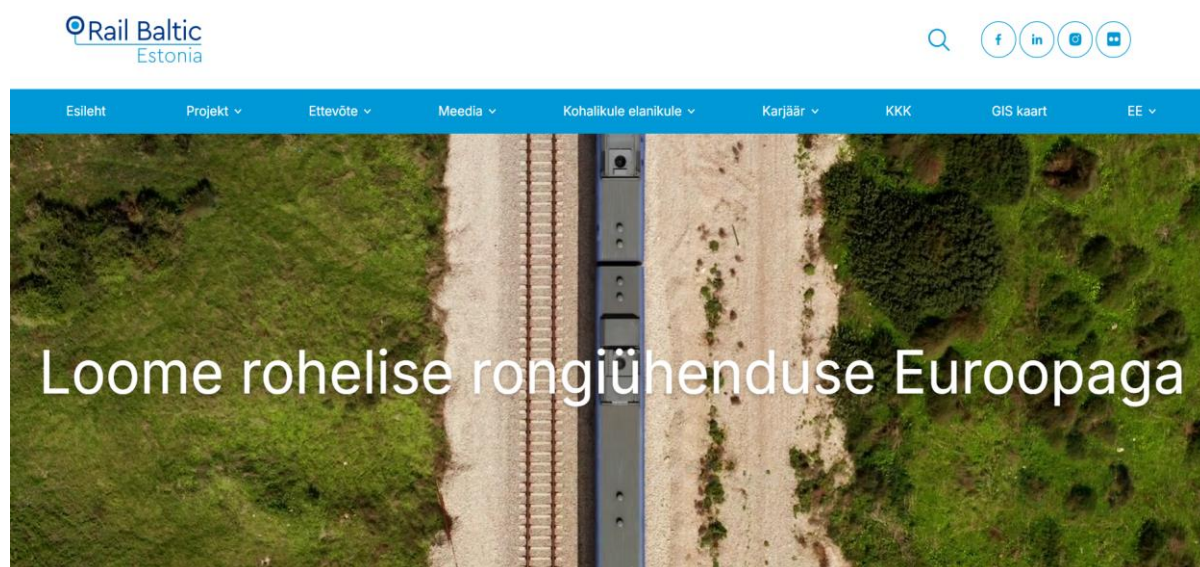 Rail Baltic
Estonia
Esileht Projekt Ettevõte Meedia Kohalikule elanikule Karjäär KKK GIS kaart EE
Loome rohelise rongiühenduse Euroopaga